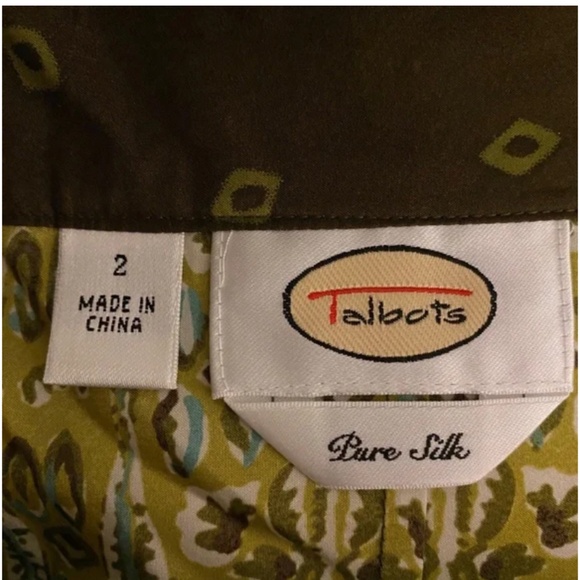 2
MADE IN
CHINA
Talbots
Pure Silk